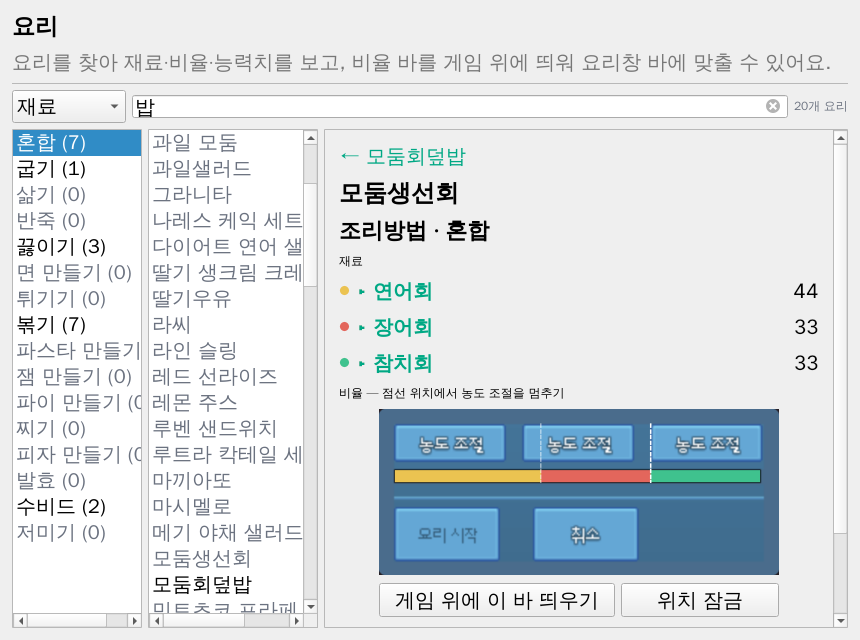 요리
요리를 찾아 재료·비율·능력치를 보고, 비율 바를 게임 위에 띄워 요리창 바에 맞출 수 있어요.
재료
밥
20개 요리
혼합 (7)
굽기 (1)
삶기 (0)
반죽 (0)
끓이기 (3)
면 만들기 (0)
튀기기 (0)
볶기 (7)
파스타 만들기
잼 만들기 (0)
파이 만들기 (0
찌기 (0)
피자 만들기 (0
발효 (0)
수비드 (2)
저미기 (0)
과일 모둠
과일샐러드
그라니타
나레스 케익 세트
다이어트 연어 샐
딸기 생크림 크레
딸기우유
라씨
라인 슬링
레드 선라이즈
레몬 주스
루벤 샌드위치
루트라 칵테일 세
마끼아또
마시멜로
메기 야채 샐러드
모둠생선회
모둠회덮밥
민트초코 프라페
← 모둠회덮밥
모둠생선회
조리방법 · 혼합
재료
연어회 44
장어회 33
참치회 33
비율 — 점선 위치에서 농도 조절을 멈추기
농도 조절 농도 조절 농도 조절
요리 시작 취소
게임 위에 이 바 띄우기 위치 잠금